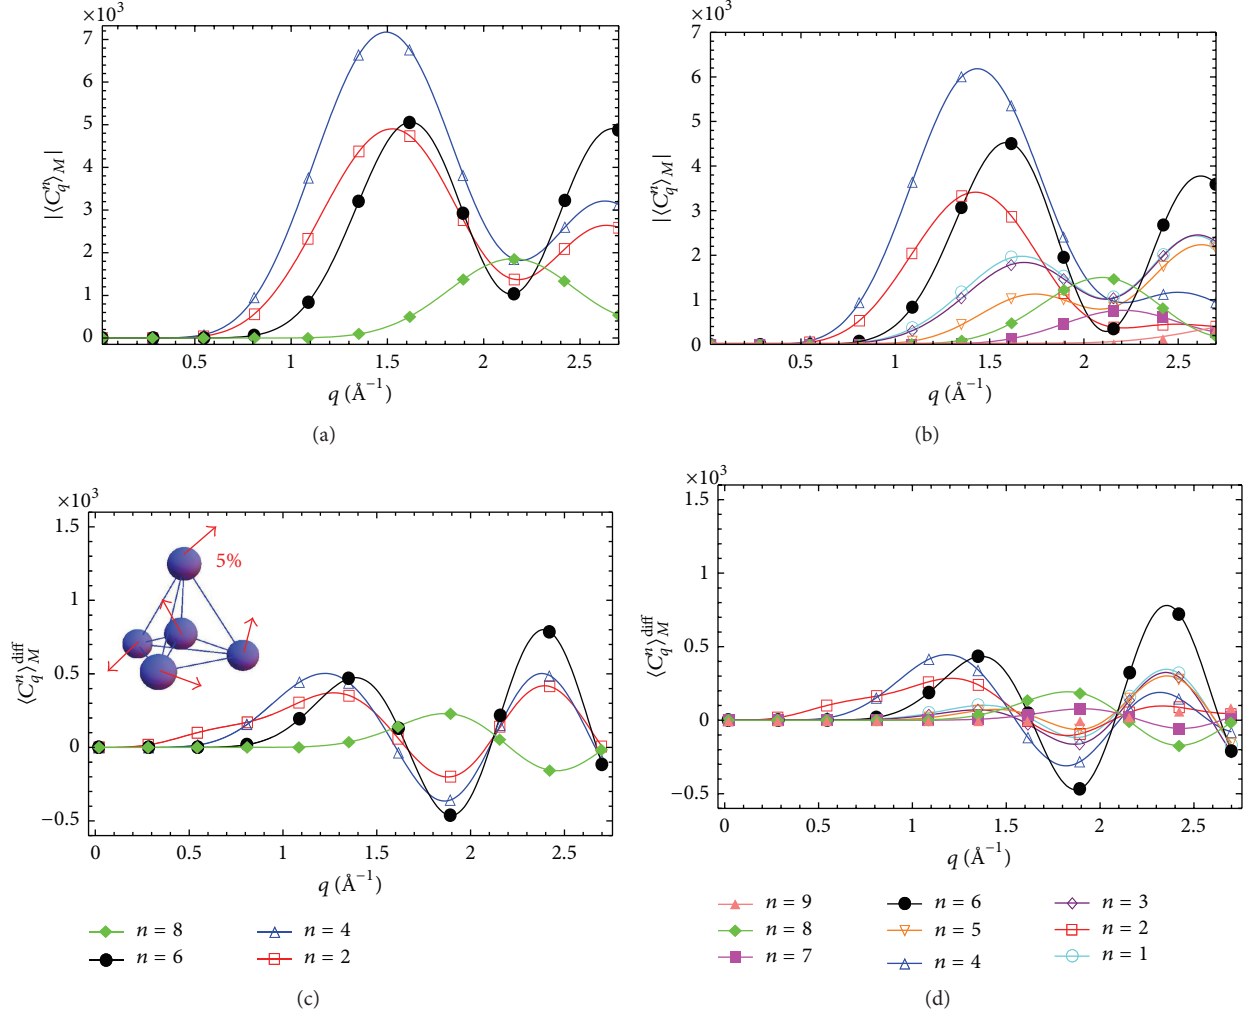 ×10³
7
6
5
4
3
2
1
0
|⟨C_q^n⟩_M|
0.5 1 1.5 2 2.5
q (Å⁻¹)
(a)
×10³
7
6
5
4
3
2
1
0
|⟨C_q^n⟩_M|
0.5 1 1.5 2 2.5
q (Å⁻¹)
(b)
×10³
1.5
1
0.5
0
−0.5
⟨C_q^n⟩_M^diff
5%
0 0.5 1 1.5 2 2.5
q (Å⁻¹)
n = 8 n = 4
n = 6 n = 2
(c)
×10³
1.5
1
0.5
0
−0.5
⟨C_q^n⟩_M^diff
0 0.5 1 1.5 2 2.5
q (Å⁻¹)
n = 9 n = 6 n = 3
n = 8 n = 5 n = 2
n = 7 n = 4 n = 1
(d)